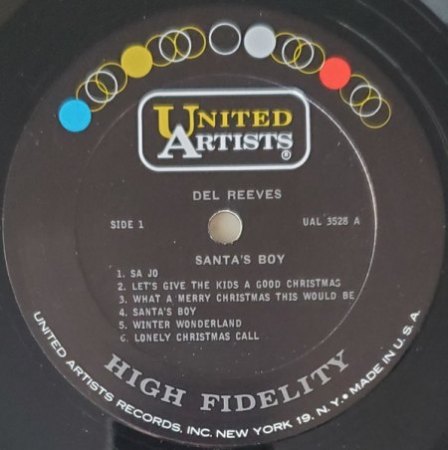 UNITED
ARTISTS®
DEL REEVES
SIDE 1
UAL 3528 A
SANTA'S BOY
1. SA JO
2. LET'S GIVE THE KIDS A GOOD CHRISTMAS
3. WHAT A MERRY CHRISTMAS THIS WOULD BE
4. SANTA'S BOY
5. WINTER WONDERLAND
6. LONELY CHRISTMAS CALL
HIGH FIDELITY
UNITED ARTISTS RECORDS, INC. NEW YORK 19, N.Y. • MADE IN U.S.A.